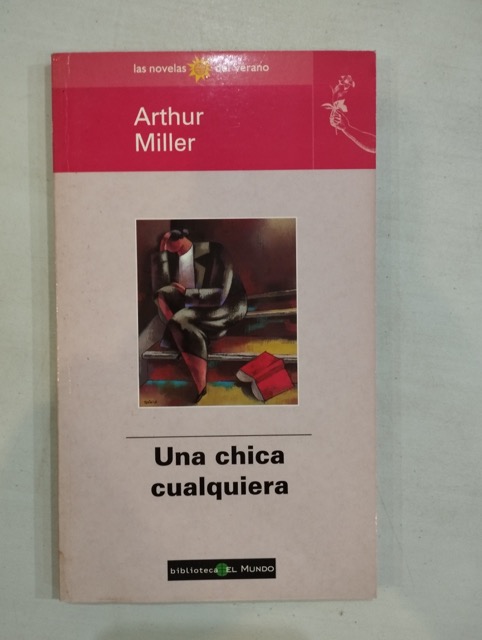 las novelas del verano
Arthur
Miller
Una chica
cualquiera
biblioteca EL MUNDO